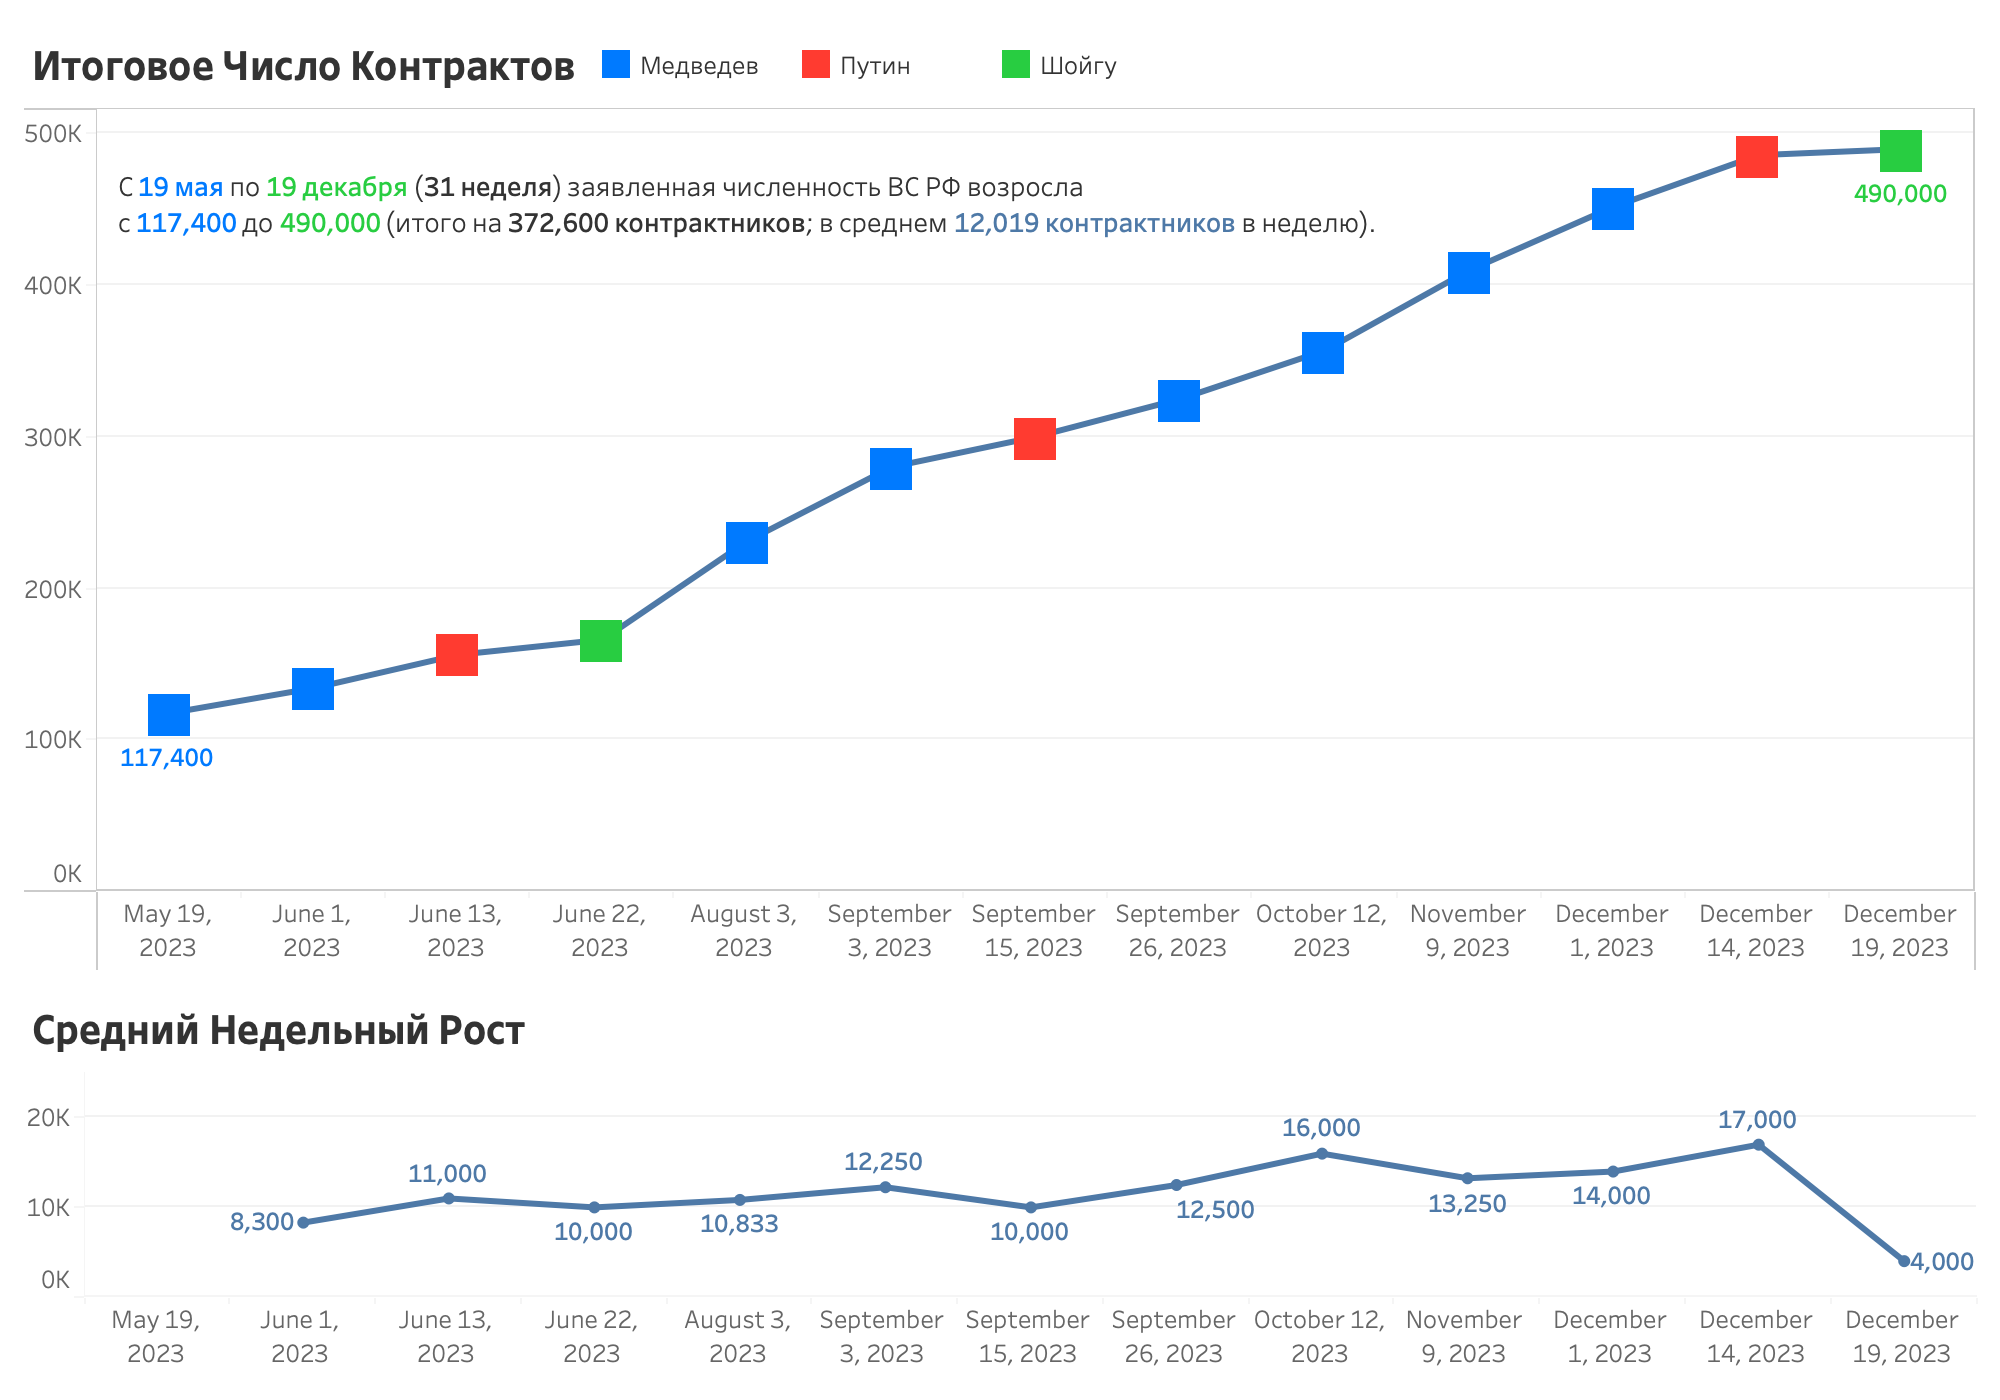 Итоговое Число Контрактов
Медведев
Путин
Шойгу
500K
С 19 мая по 19 декабря (31 неделя) заявленная численность ВС РФ возросла
с 117,400 до 490,000 (итого на 372,600 контрактников; в среднем 12,019 контрактников в неделю).
490,000
400K
300K
200K
100K
117,400
0K
May 19, 2023
June 1, 2023
June 13, 2023
June 22, 2023
August 3, 2023
September 3, 2023
September 15, 2023
September 26, 2023
October 12, 2023
November 9, 2023
December 1, 2023
December 14, 2023
December 19, 2023
Средний Недельный Рост
20K
10K
0K
8,300
11,000
10,000
10,833
12,250
10,000
12,500
16,000
13,250
14,000
17,000
4,000
May 19, 2023
June 1, 2023
June 13, 2023
June 22, 2023
August 3, 2023
September 3, 2023
September 15, 2023
September 26, 2023
October 12, 2023
November 9, 2023
December 1, 2023
December 14, 2023
December 19, 2023